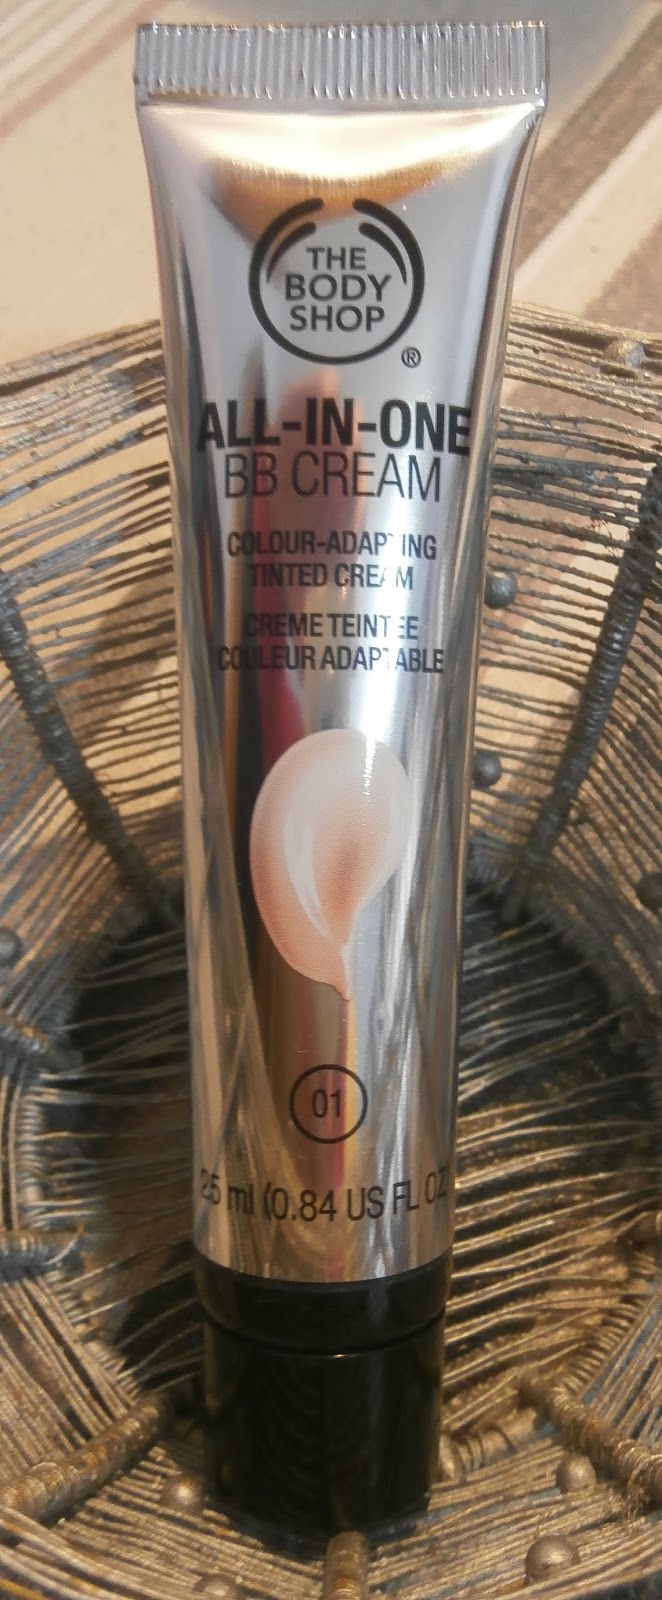 THE
BODY
SHOP
®
ALL-IN-ONE
BB CREAM
COLOUR-ADAPTING
TINTED CREAM
CREME TEINTEE
COULEUR ADAPTABLE
01
25 ml (0.84 US FL OZ)